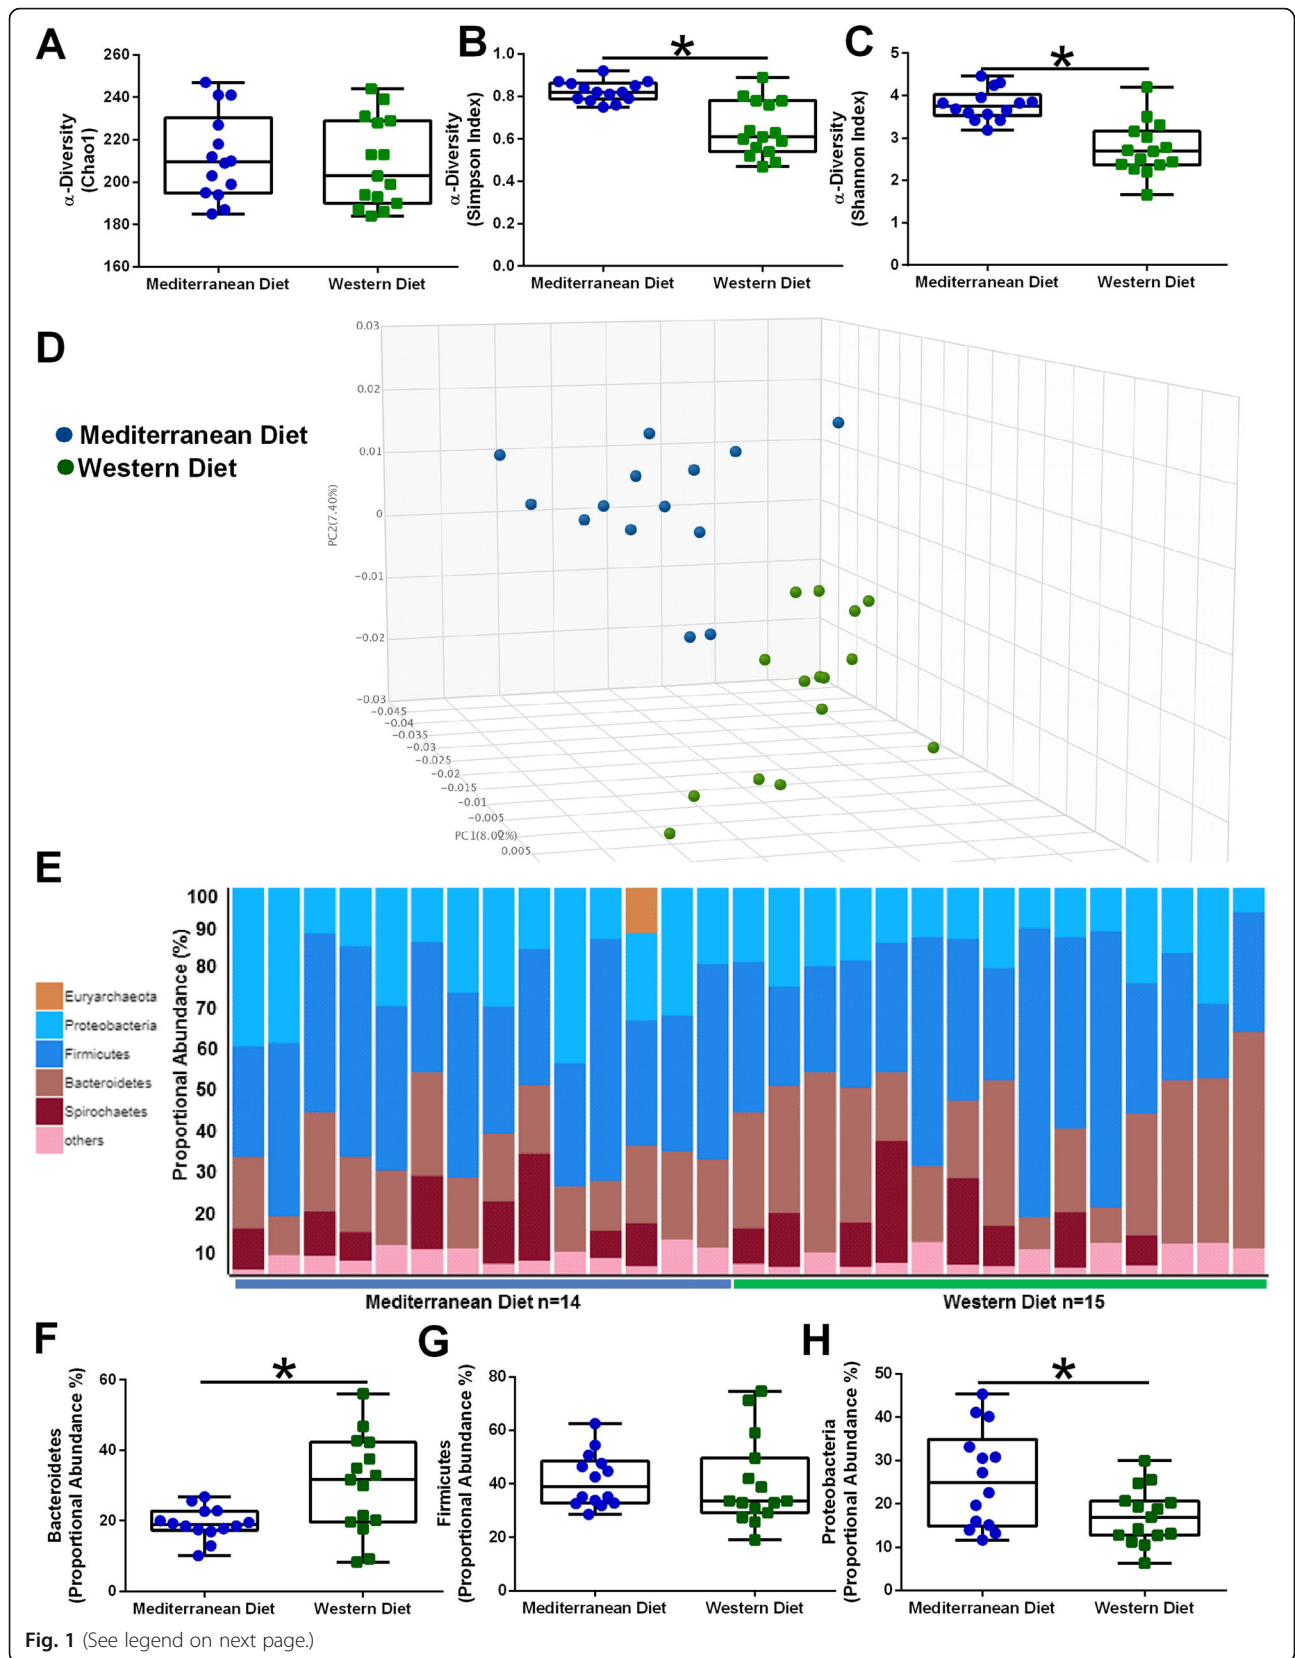 A
α-Diversity
(Chao1)
260
240
220
200
180
160
Mediterranean Diet
Western Diet
B
α-Diversity
(Simpson Index)
1.0
0.8
0.6
0.4
0.2
0.0
*
Mediterranean Diet
Western Diet
C
α-Diversity
(Shannon Index)
5
4
3
2
1
0
*
Mediterranean Diet
Western Diet
D
Mediterranean Diet
Western Diet
PC2(7.40%)
0.03
0.02
0.01
0
−0.01
−0.02
−0.03
−0.045
−0.04
−0.035
−0.03
−0.025
−0.02
−0.015
−0.01
−0.005
0
0.005
PC1(8.00%)
E
Euryarchaeota
Proteobacteria
Firmicutes
Bacteroidetes
Spirochaetes
others
Proportional Abundance (%)
100
90
80
70
60
50
40
30
20
10
Mediterranean Diet n=14
Western Diet n=15
F
Bacteroidetes
(Proportional Abundance %)
60
40
20
0
*
Mediterranean Diet
Western Diet
G
Firmicutes
(Proportional Abundance %)
80
60
40
20
0
Mediterranean Diet
Western Diet
H
Proteobacteria
(Proportional Abundance %)
50
40
30
20
10
0
*
Mediterranean Diet
Western Diet
Fig. 1 (See legend on next page.)